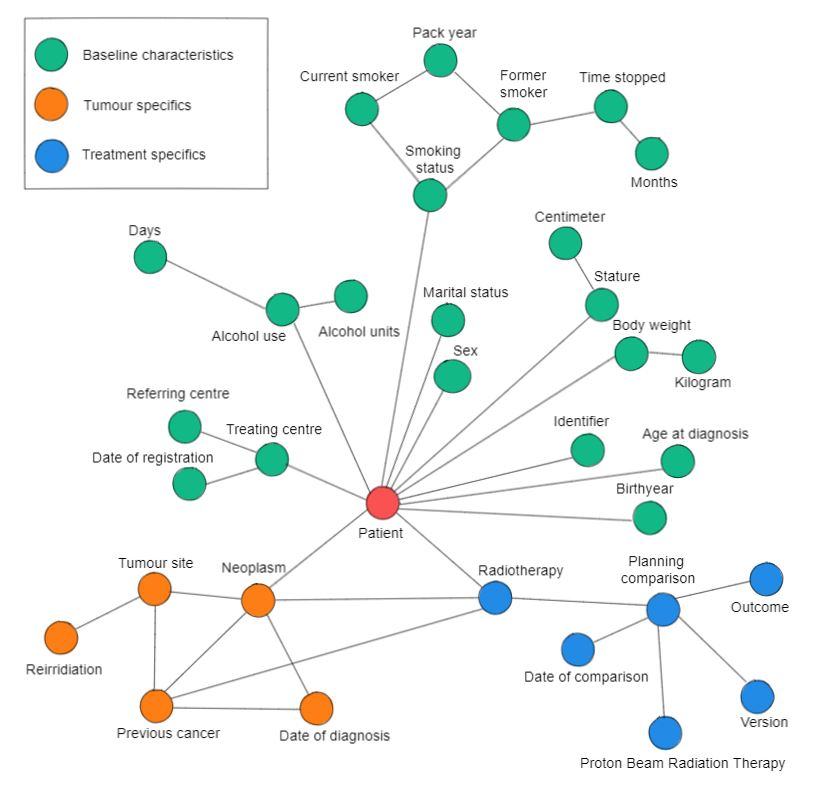 Baseline characteristics
Tumour specifics
Treatment specifics
Pack year
Current smoker
Former
smoker
Time stopped
Smoking
status
Months
Centimeter
Days
Stature
Marital status
Alcohol use
Alcohol units
Body weight
Sex
Kilogram
Referring centre
Treating centre
Identifier
Age at diagnosis
Date of registration
Birthyear
Patient
Tumour site
Neoplasm
Radiotherapy
Planning
comparison
Outcome
Reirridiation
Date of comparison
Version
Previous cancer
Date of diagnosis
Proton Beam Radiation Therapy